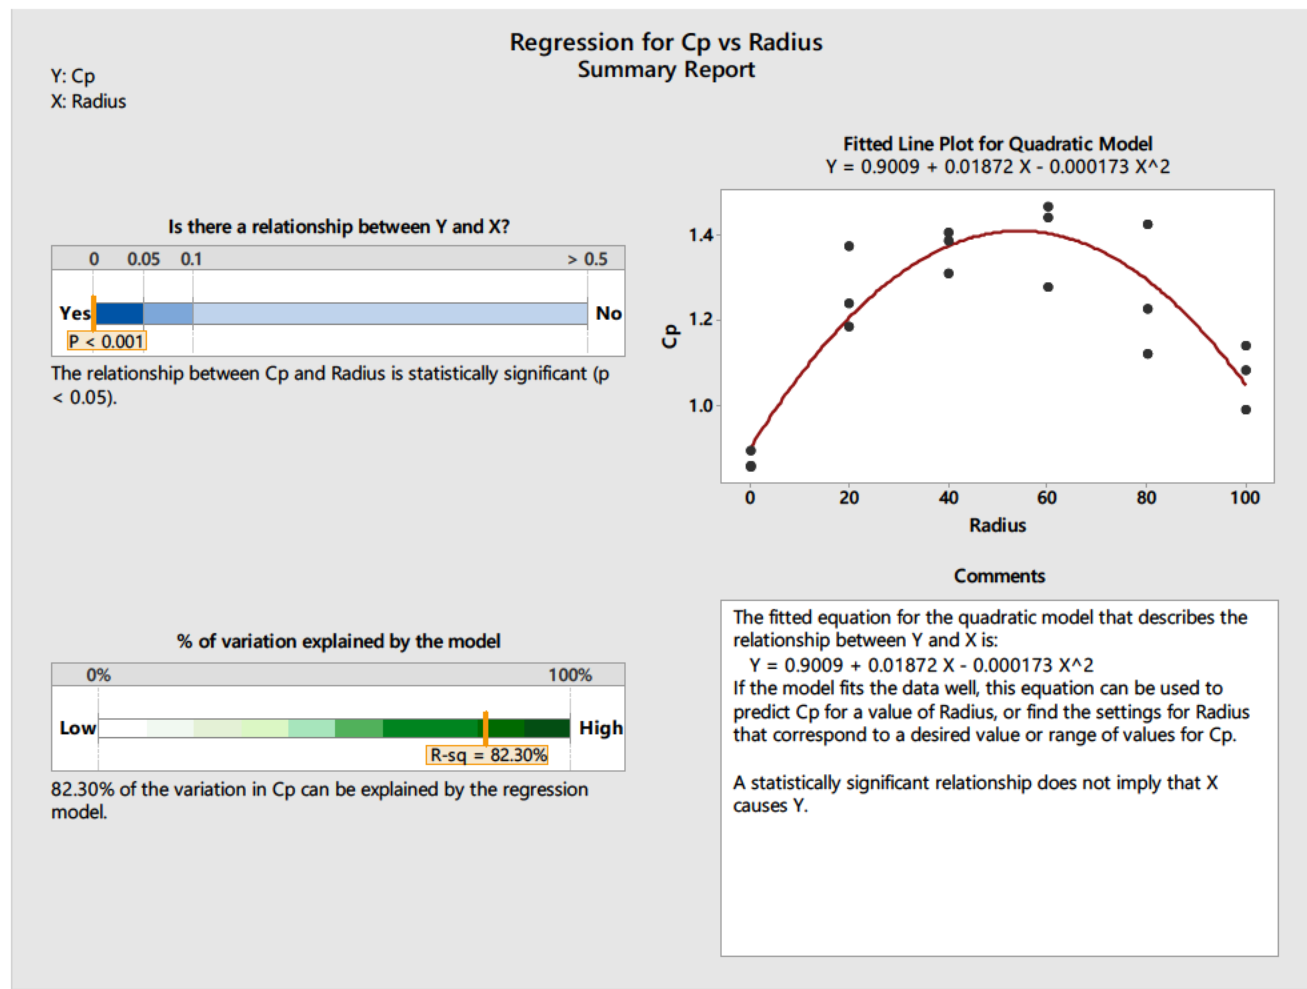 Regression for Cp vs Radius
Summary Report
Y: Cp
X: Radius
Is there a relationship between Y and X?
0 0.05 0.1 > 0.5
Yes No
P < 0.001
The relationship between Cp and Radius is statistically significant (p
< 0.05).
% of variation explained by the model
0% 100%
Low High
R-sq = 82.30%
82.30% of the variation in Cp can be explained by the regression
model.
Fitted Line Plot for Quadratic Model
Y = 0.9009 + 0.01872 X - 0.000173 X^2
1.4
1.2
1.0
Cp
0 20 40 60 80 100
Radius
Comments
The fitted equation for the quadratic model that describes the
relationship between Y and X is:
Y = 0.9009 + 0.01872 X - 0.000173 X^2
If the model fits the data well, this equation can be used to
predict Cp for a value of Radius, or find the settings for Radius
that correspond to a desired value or range of values for Cp.
A statistically significant relationship does not imply that X
causes Y.